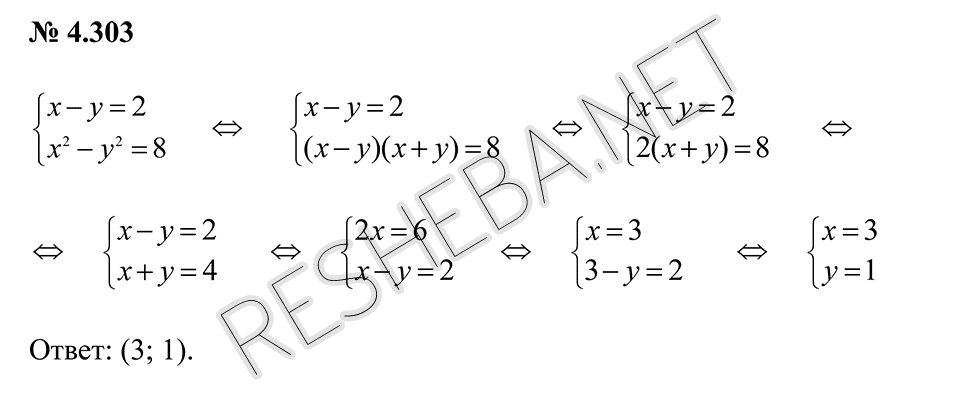 № 4.303
{x − y = 2 ⇔ {x − y = 2 ⇔ {x − y = 2 ⇔
{x² − y² = 8 {(x − y)(x + y) = 8 {2(x + y) = 8
⇔ {x − y = 2 ⇔ {2x = 6 ⇔ {x = 3 ⇔ {x = 3
{x + y = 4 {x − y = 2 {3 − y = 2 {y = 1
Ответ: (3; 1).
RESHEBA.NET